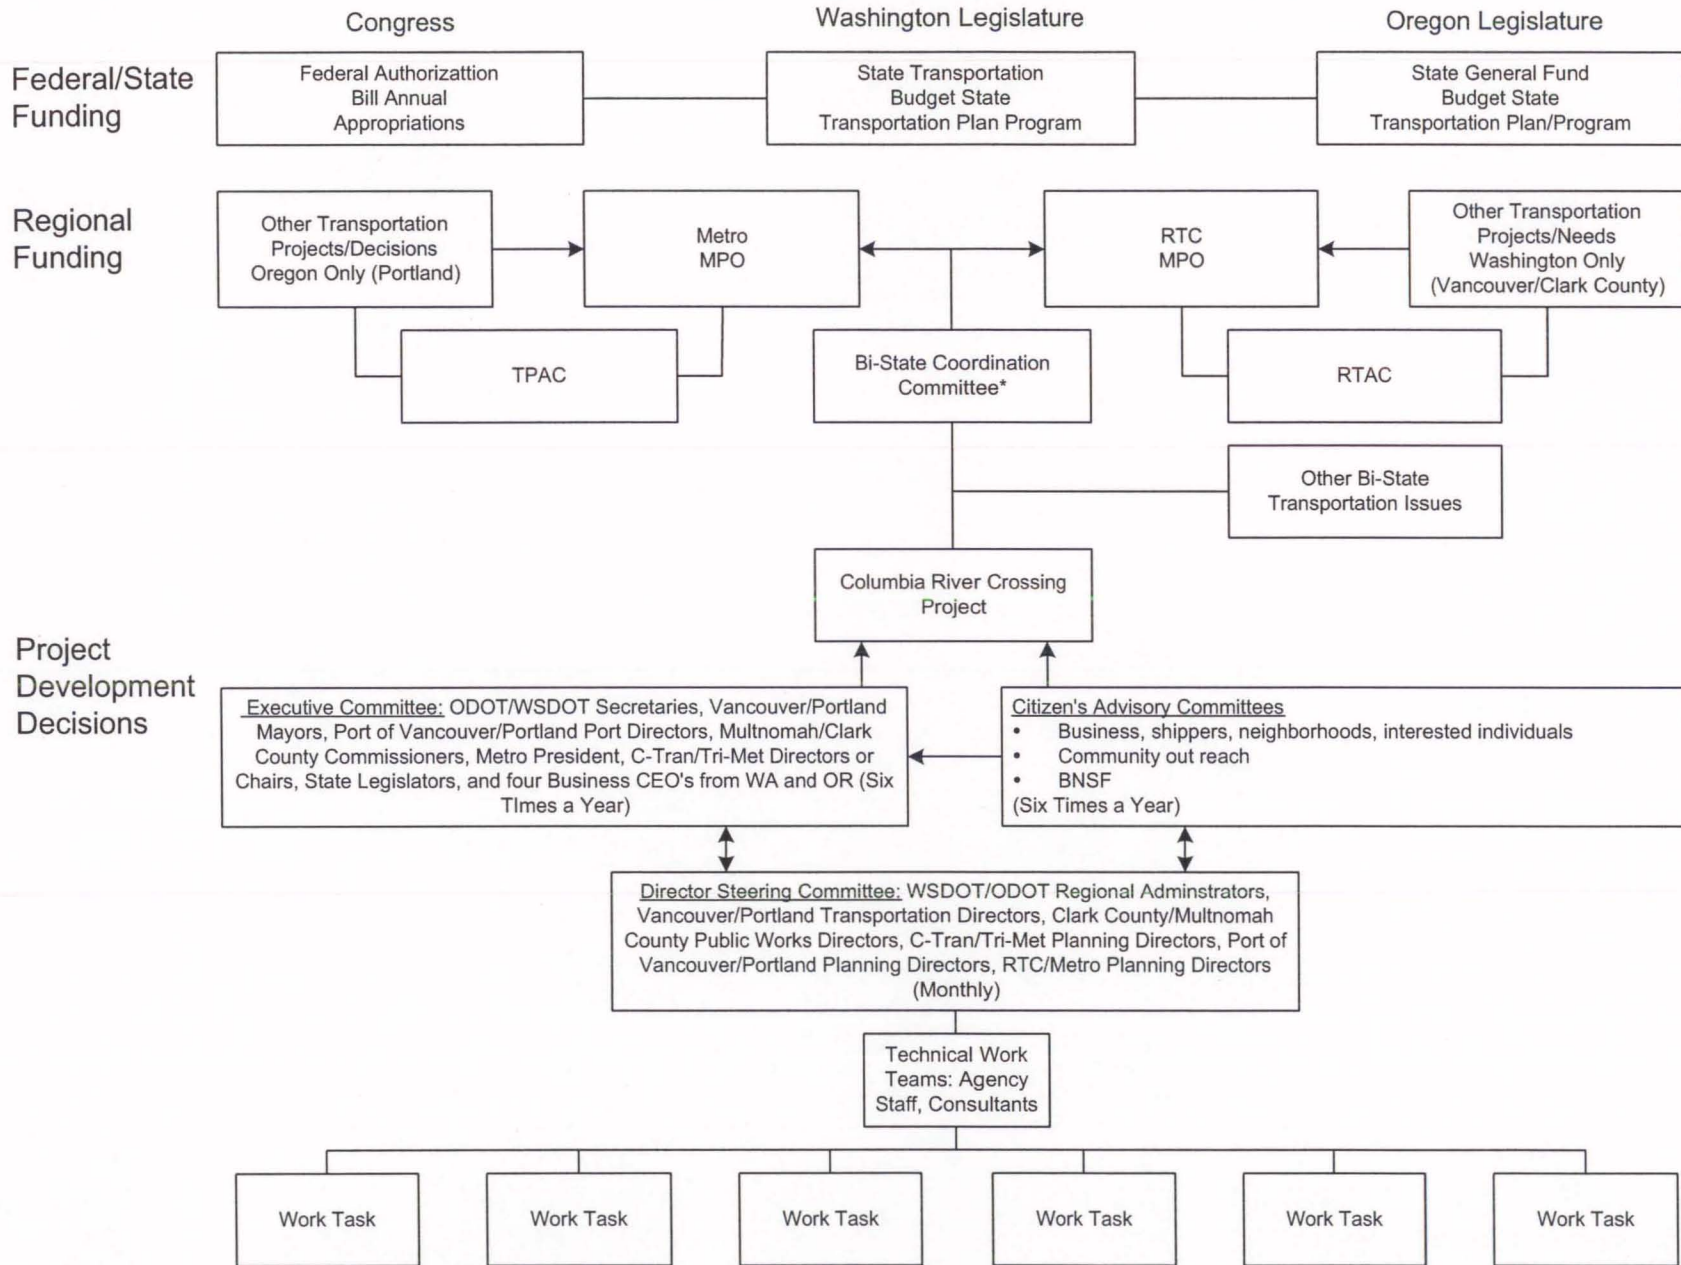 Congress
Washington Legislature
Oregon Legislature
Federal/State
Funding
Federal Authorizattion
Bill Annual
Appropriations
State Transportation
Budget State
Transportation Plan Program
State General Fund
Budget State
Transportation Plan/Program
Regional
Funding
Other Transportation
Projects/Decisions
Oregon Only (Portland)
Metro
MPO
RTC
MPO
Other Transportation
Projects/Needs
Washington Only
(Vancouver/Clark County)
TPAC
Bi-State Coordination
Committee*
RTAC
Other Bi-State
Transportation Issues
Columbia River Crossing
Project
Project
Development
Decisions
Executive Committee: ODOT/WSDOT Secretaries, Vancouver/Portland
Mayors, Port of Vancouver/Portland Port Directors, Multnomah/Clark
County Commissioners, Metro President, C-Tran/Tri-Met Directors or
Chairs, State Legislators, and four Business CEO's from WA and OR (Six
TImes a Year)
Citizen's Advisory Committees
• Business, shippers, neighborhoods, interested individuals
• Community out reach
• BNSF
(Six Times a Year)
Director Steering Committee: WSDOT/ODOT Regional Adminstrators,
Vancouver/Portland Transportation Directors, Clark County/Multnomah
County Public Works Directors, C-Tran/Tri-Met Planning Directors, Port of
Vancouver/Portland Planning Directors, RTC/Metro Planning Directors
(Monthly)
Technical Work
Teams: Agency
Staff, Consultants
Work Task
Work Task
Work Task
Work Task
Work Task
Work Task